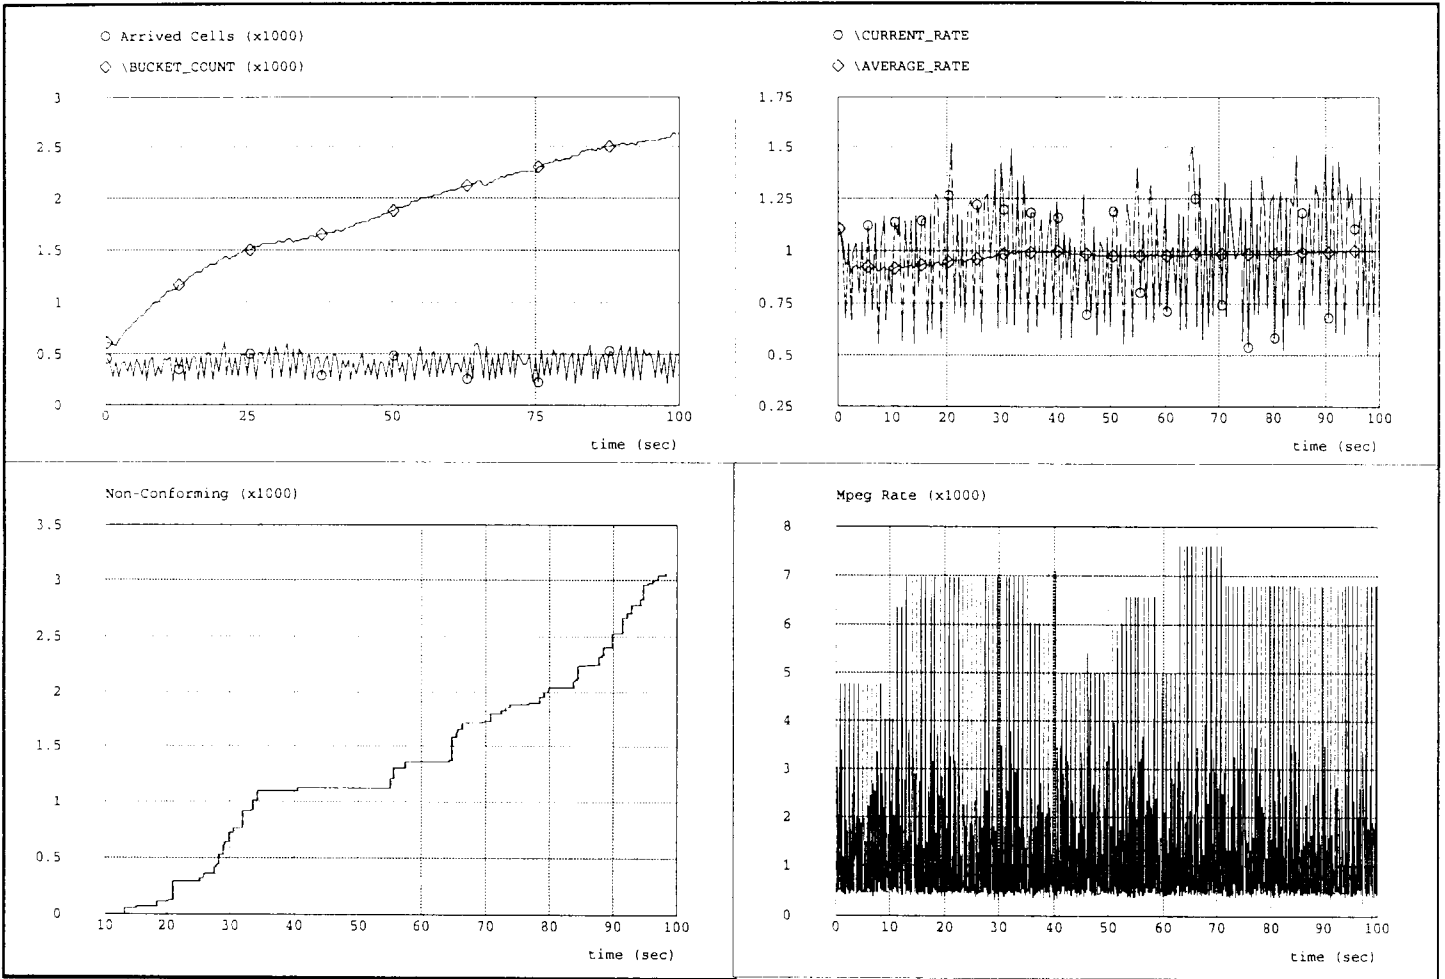 Arrived Cells (x1000)
\BUCKET_COUNT (x1000)
3
2.5
2
1.5
1
0.5
0
0 25 50 75 100
time (sec)
\CURRENT_RATE
\AVERAGE_RATE
1.75
1.5
1.25
1
0.75
0.5
0.25
0 10 20 30 40 50 60 70 80 90 100
time (sec)
Non-Conforming (x1000)
3.5
3
2.5
2
1.5
1
0.5
0
10 20 30 40 50 60 70 80 90 100
time (sec)
Mpeg Rate (x1000)
8
7
6
5
4
3
2
1
0
0 10 20 30 40 50 60 70 80 90 100
time (sec)